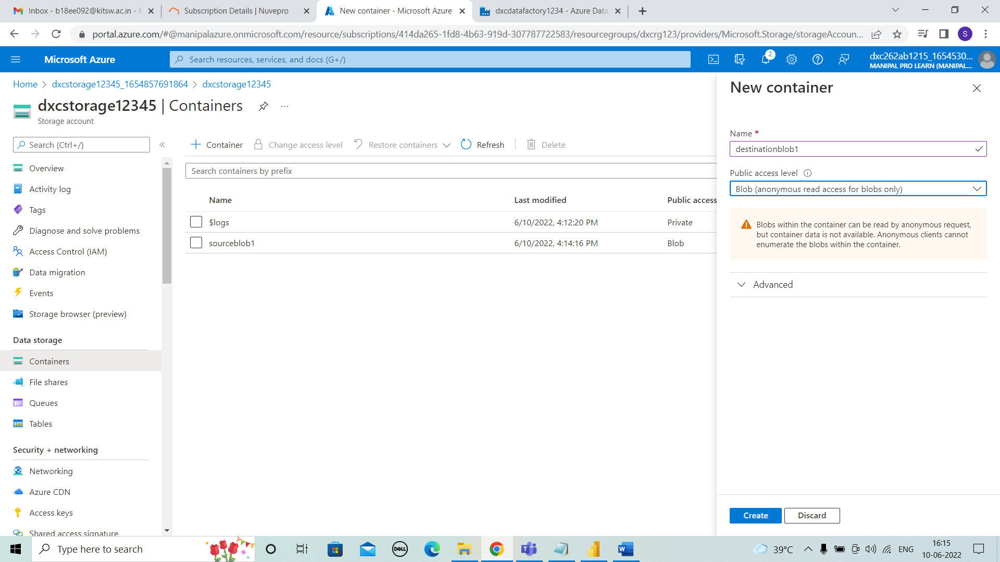 Inbox - b18ee092@kitsw.ac.in - K
Subscription Details | Nuvepro
New container - Microsoft Azure
dxcdatafactory1234 - Azure Data
portal.azure.com/#@manipalazure.onmicrosoft.com/resource/subscriptions/414da265-1fd8-4b63-919d-307787722583/resourcegroups/dxcrg123/providers/Microsoft.Storage/storageAccoun...
S
Microsoft Azure
Search resources, services, and docs (G+/)
2
dxc262ab1215_1654530...
MANIPAL PRO LEARN (MANIPAL...
Home > dxcstorage12345_1654857691864 > dxcstorage12345
dxcstorage12345 | Containers
Storage account
Search (Ctrl+/)
Overview
Activity log
Tags
Diagnose and solve problems
Access Control (IAM)
Data migration
Events
Storage browser (preview)
Data storage
Containers
File shares
Queues
Tables
Security + networking
Networking
Azure CDN
Access keys
Shared access signature
Container
Change access level
Restore containers
Refresh
Delete
Search containers by prefix
Name Last modified Public access
$logs 6/10/2022, 4:12:20 PM Private
sourceblob1 6/10/2022, 4:14:16 PM Blob
New container
Name *
destinationblob1
Public access level
Blob (anonymous read access for blobs only)
Blobs within the container can be read by anonymous request,
but container data is not available. Anonymous clients cannot
enumerate the blobs within the container.
Advanced
Create
Discard
Type here to search
DELL
39°C
ENG
16:15
10-06-2022